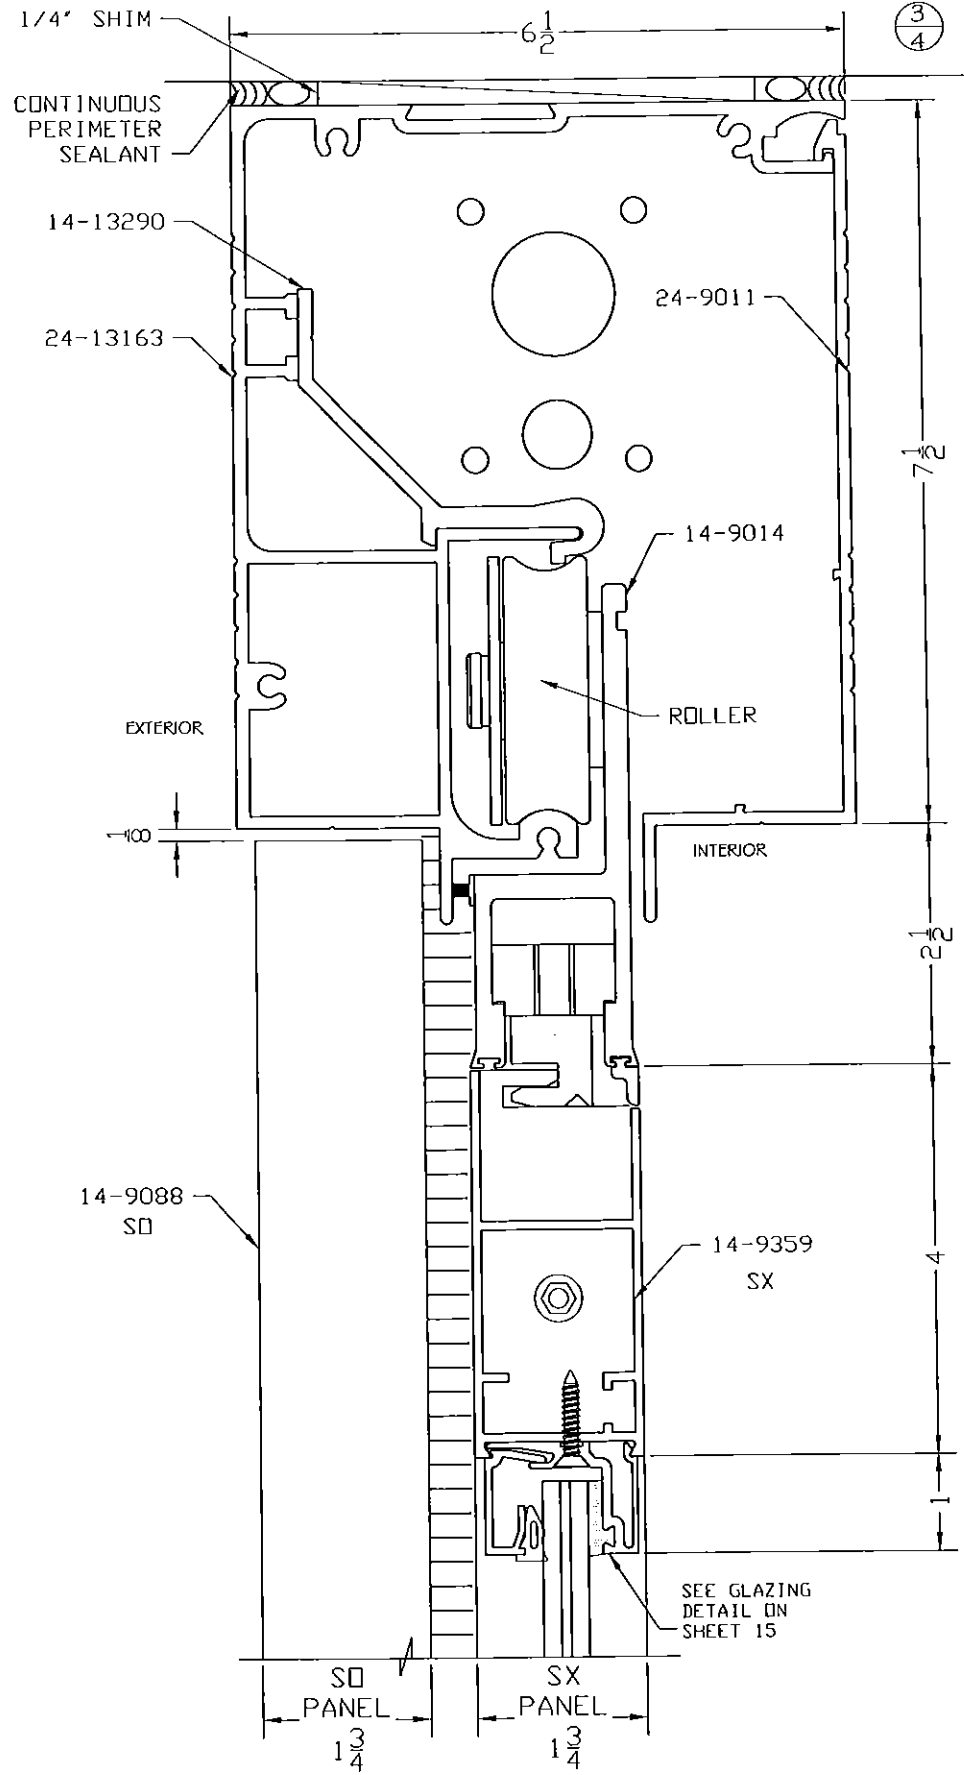 1/4" SHIM
6 1/2
3
4
CONTINUOUS
PERIMETER
SEALANT
14-13290
24-9011
24-13163
7 1/2
14-9014
ROLLER
EXTERIOR
1/8
INTERIOR
2 1/2
14-9088
SO
14-9359
SX
4
1
SEE GLAZING
DETAIL ON
SHEET 15
SO
PANEL
1 3/4
SX
PANEL
1 3/4